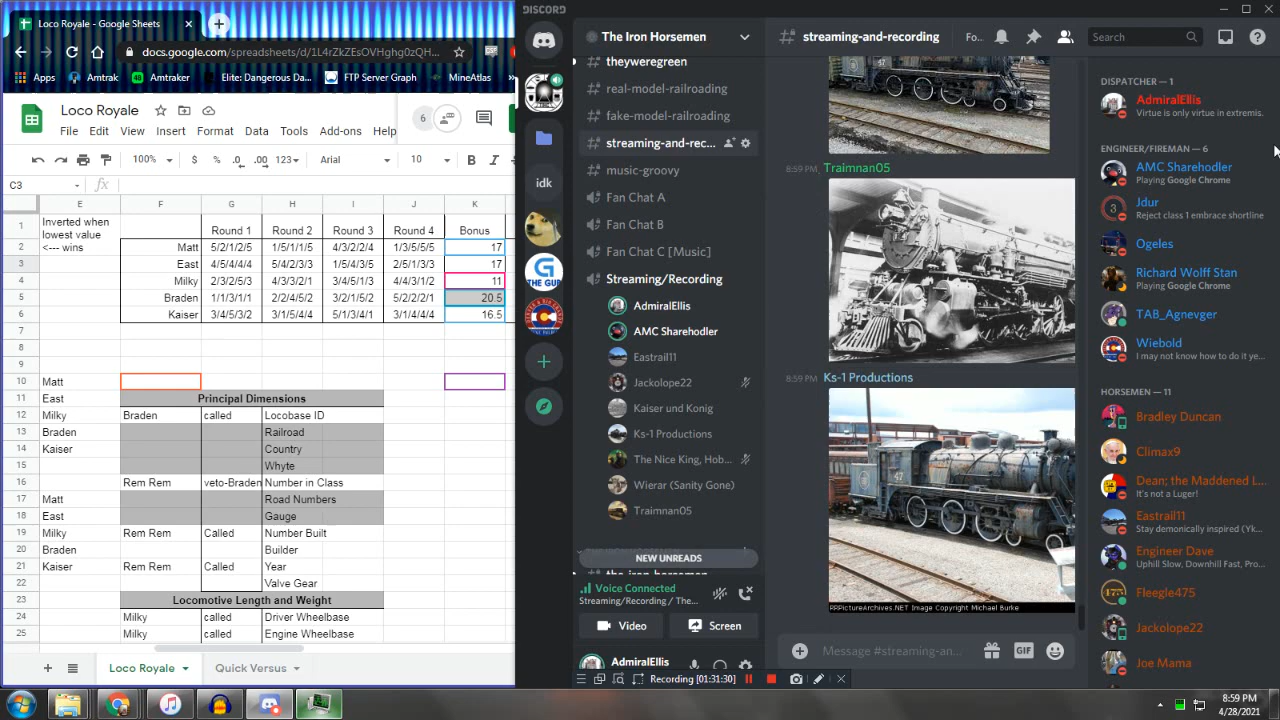 Loco Royale - Google Sheets
docs.google.com/spreadsheets/d/1L4rZkZEsOVHghg0zQH...
Apps Amtrak Amtraker Elite: Dangerous Da... FTP Server Graph MineAtlas
Loco Royale
File Edit View Insert Format Data Tools Add-ons Help
6
100% $ % .0 .00 123 Arial 10 B I
C3 fx
E F G H I J K
1 Inverted when lowest value Round 1 Round 2 Round 3 Round 4 Bonus
2 <--- wins Matt 5/2/1/2/5 1/5/1/1/5 4/3/2/2/4 1/3/5/5/5 17
3 East 4/5/4/4/4 5/4/2/3/3 1/5/4/3/5 2/5/1/3/3 17
4 Milky 2/3/2/5/3 4/3/3/2/1 3/4/5/1/3 4/4/3/1/2 11
5 Braden 1/1/3/1/1 2/2/4/5/2 3/2/1/5/2 5/2/2/2/1 20.5
6 Kaiser 3/4/5/3/2 3/1/5/4/4 5/1/3/4/1 3/1/4/4/4 16.5
7
8
9
10 Matt
11 East Principal Dimensions
12 Milky Braden called Locobase ID
13 Braden Railroad
14 Kaiser Country
15 Whyte
16 Rem Rem veto-Braden Number in Class
17 Matt Road Numbers
18 East Gauge
19 Milky Rem Rem Called Number Built
20 Braden Builder
21 Kaiser Rem Rem Called Year
22 Valve Gear
23 Locomotive Length and Weight
24 Milky called Driver Wheelbase
25 Milky called Engine Wheelbase
Loco Royale Quick Versus
DISCORD
The Iron Horsemen
idk
THE GUP
theyweregreen
real-model-railroading
fake-model-railroading
streaming-and-rec...
music-groovy
Fan Chat A
Fan Chat B
Fan Chat C [Music]
Streaming/Recording
AdmiralEllis
AMC Sharehodler
Eastrail11
Jackolope22
Kaiser und Konig
Ks-1 Productions
The Nice King, Hob...
Wierar (Sanity Gone)
Traimnan05
NEW UNREADS
Voice Connected
Streaming/Recording / The...
Video Screen
AdmiralEllis
Recording [01:31:30]
streaming-and-recording Fo...
Search
8:59 PM Traimnan05
8:59 PM Ks-1 Productions
47
RRPictureArchives.NET Image Copyright Michael Burke
Message #streaming-an...
GIF
DISPATCHER — 1
AdmiralEllis
Virtue is only virtue in extremis.
ENGINEER/FIREMAN — 6
AMC Sharehodler
Playing Google Chrome
Jdur
Reject class 1 embrace shortline
Ogeles
Richard Wolff Stan
Playing Google Chrome
TAB_Agnevger
Wiebold
I may not know how to do it ye...
HORSEMEN — 11
Bradley Duncan
Climax9
Dean; the Maddened L...
It's not a Luger!
Eastrail11
Stay demonically inspired (Yk...
Engineer Dave
Uphill Slow, Downhill Fast, Pro...
Fleegle475
Jackolope22
Joe Mama
8:59 PM
4/28/2021